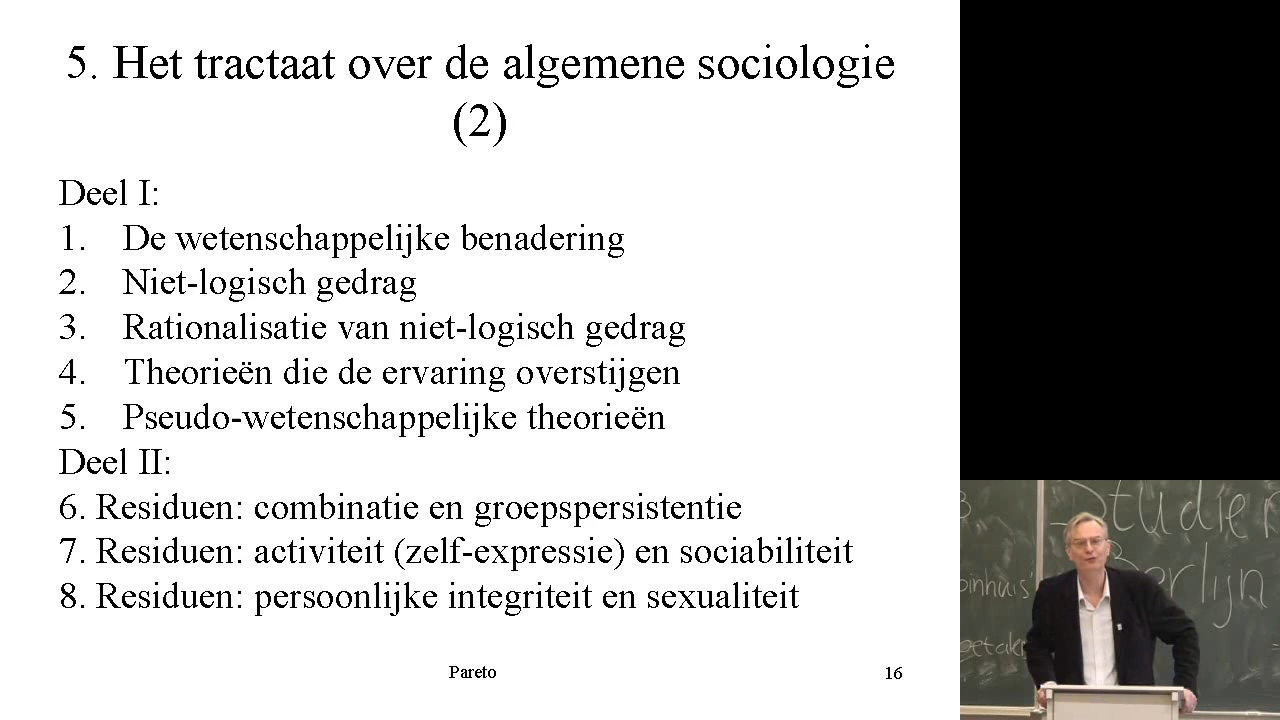 5. Het tractaat over de algemene sociologie
(2)
Deel I:
1. De wetenschappelijke benadering
2. Niet-logisch gedrag
3. Rationalisatie van niet-logisch gedrag
4. Theorieën die de ervaring overstijgen
5. Pseudo-wetenschappelijke theorieën
Deel II:
6. Residuen: combinatie en groepspersistentie
7. Residuen: activiteit (zelf-expressie) en sociabiliteit
8. Residuen: persoonlijke integriteit en sexualiteit
Pareto
16
Studie
Berlijn